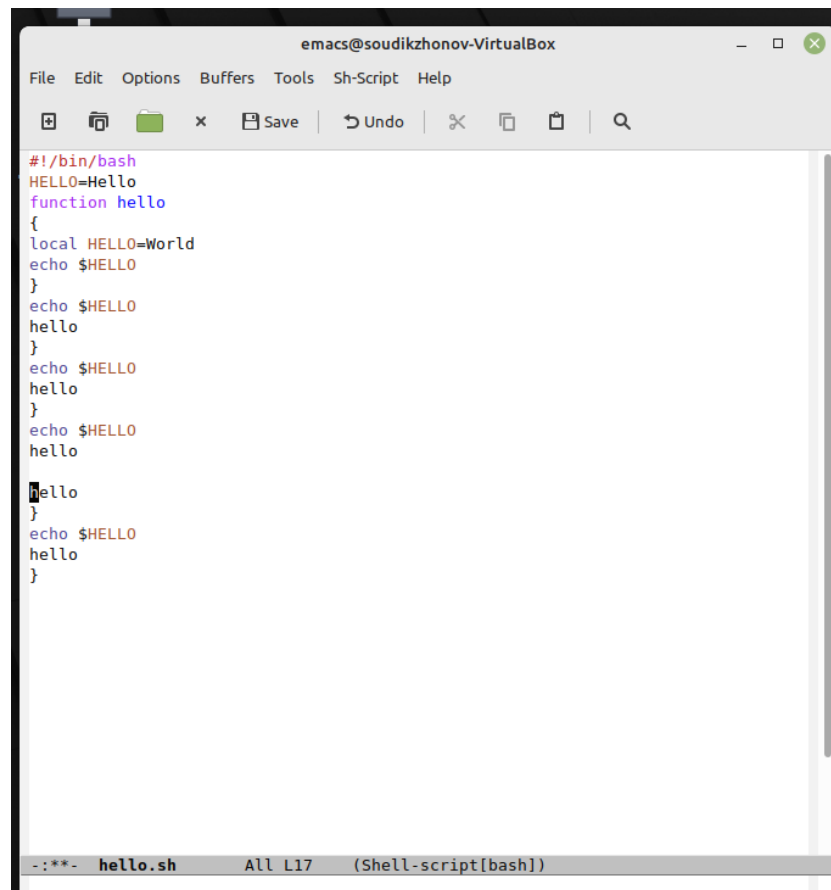 emacs@soudikzhonov-VirtualBox
File Edit Options Buffers Tools Sh-Script Help
Save Undo
#!/bin/bash
HELLO=Hello
function hello
{
local HELLO=World
echo $HELLO
}
echo $HELLO
hello
}
echo $HELLO
hello
}
echo $HELLO
hello
hello
}
echo $HELLO
hello
}
-:**- hello.sh All L17 (Shell-script[bash])